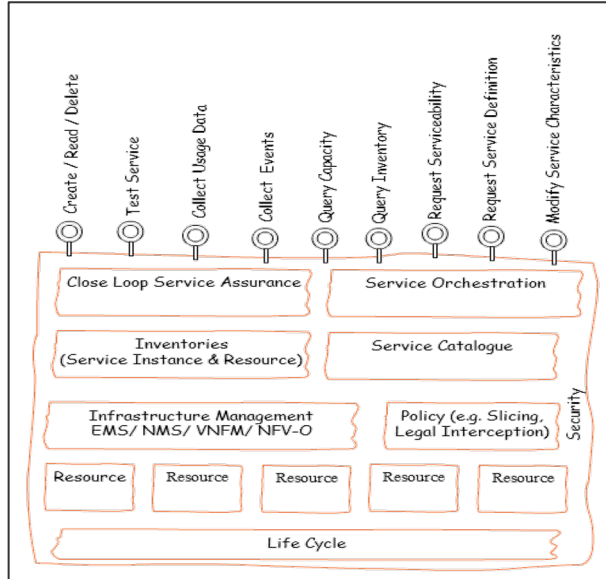 Create / Read / Delete
Test Service
Collect Usage Data
Collect Events
Query Capacity
Query Inventory
Request Serviceability
Request Service Definition
Modify Service Characteristics
Close Loop Service Assurance
Service Orchestration
Inventories
(Service Instance & Resource)
Service Catalogue
Infrastructure Management
EMS/ NMS/ VNFM/ NFV-O
Policy (e.g. Slicing,
Legal Interception)
Security
Resource
Resource
Resource
Resource
Resource
Life Cycle